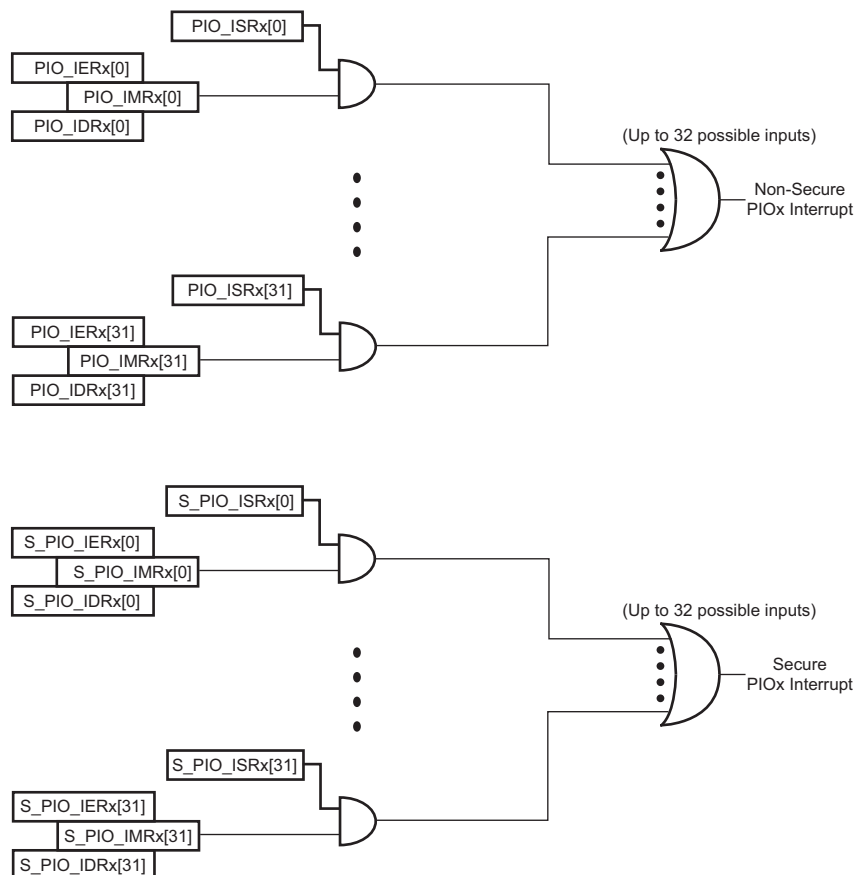 PIO_ISRx[0]
PIO_IERx[0]
PIO_IMRx[0]
PIO_IDRx[0]
(Up to 32 possible inputs)
Non-Secure
PIOx Interrupt
PIO_ISRx[31]
PIO_IERx[31]
PIO_IMRx[31]
PIO_IDRx[31]
S_PIO_ISRx[0]
S_PIO_IERx[0]
S_PIO_IMRx[0]
S_PIO_IDRx[0]
(Up to 32 possible inputs)
Secure
PIOx Interrupt
S_PIO_ISRx[31]
S_PIO_IERx[31]
S_PIO_IMRx[31]
S_PIO_IDRx[31]